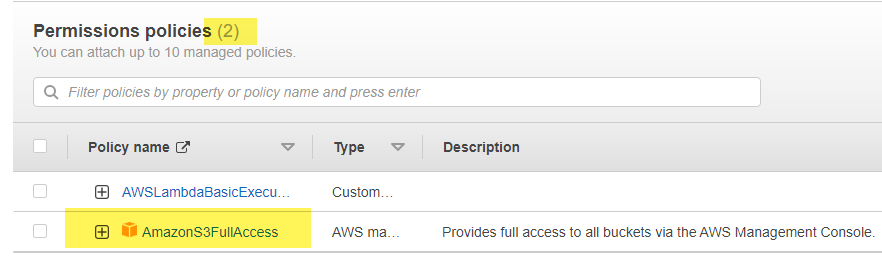 Permissions policies (2)
You can attach up to 10 managed policies.
Filter policies by property or policy name and press enter
Policy name Type Description
AWSLambdaBasicExecu... Custom...
AmazonS3FullAccess AWS ma... Provides full access to all buckets via the AWS Management Console.